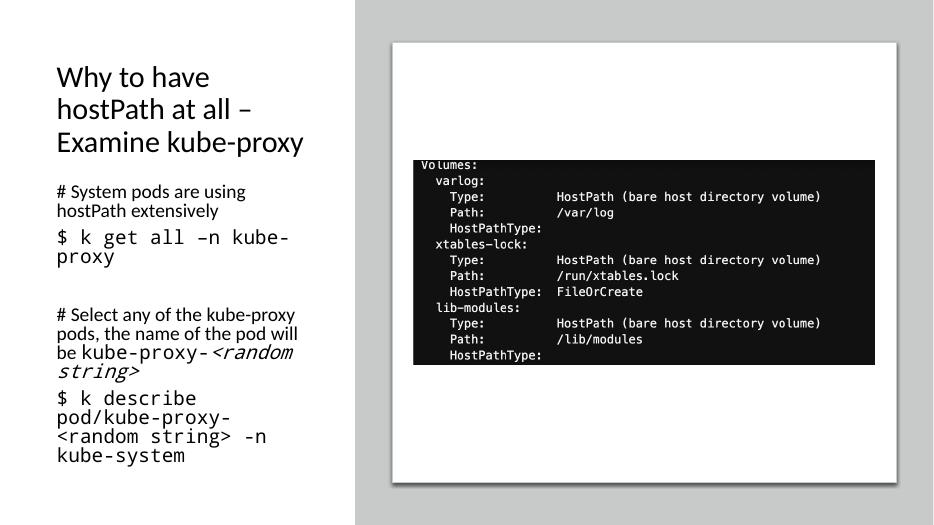 Why to have
hostPath at all –
Examine kube-proxy
# System pods are using
hostPath extensively
$ k get all –n kube-
proxy
# Select any of the kube-proxy
pods, the name of the pod will
be kube-proxy-<random
string>
$ k describe
pod/kube-proxy-
<random string> -n
kube-system
Volumes:
varlog:
Type: HostPath (bare host directory volume)
Path: /var/log
HostPathType:
xtables-lock:
Type: HostPath (bare host directory volume)
Path: /run/xtables.lock
HostPathType: FileOrCreate
lib-modules:
Type: HostPath (bare host directory volume)
Path: /lib/modules
HostPathType: